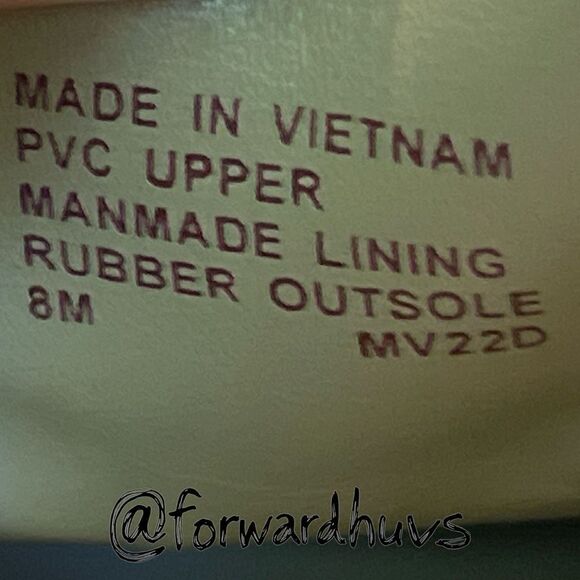 MADE IN VIETNAM
PVC UPPER
MANMADE LINING
RUBBER OUTSOLE
8M MV22D
@forwardhuvs